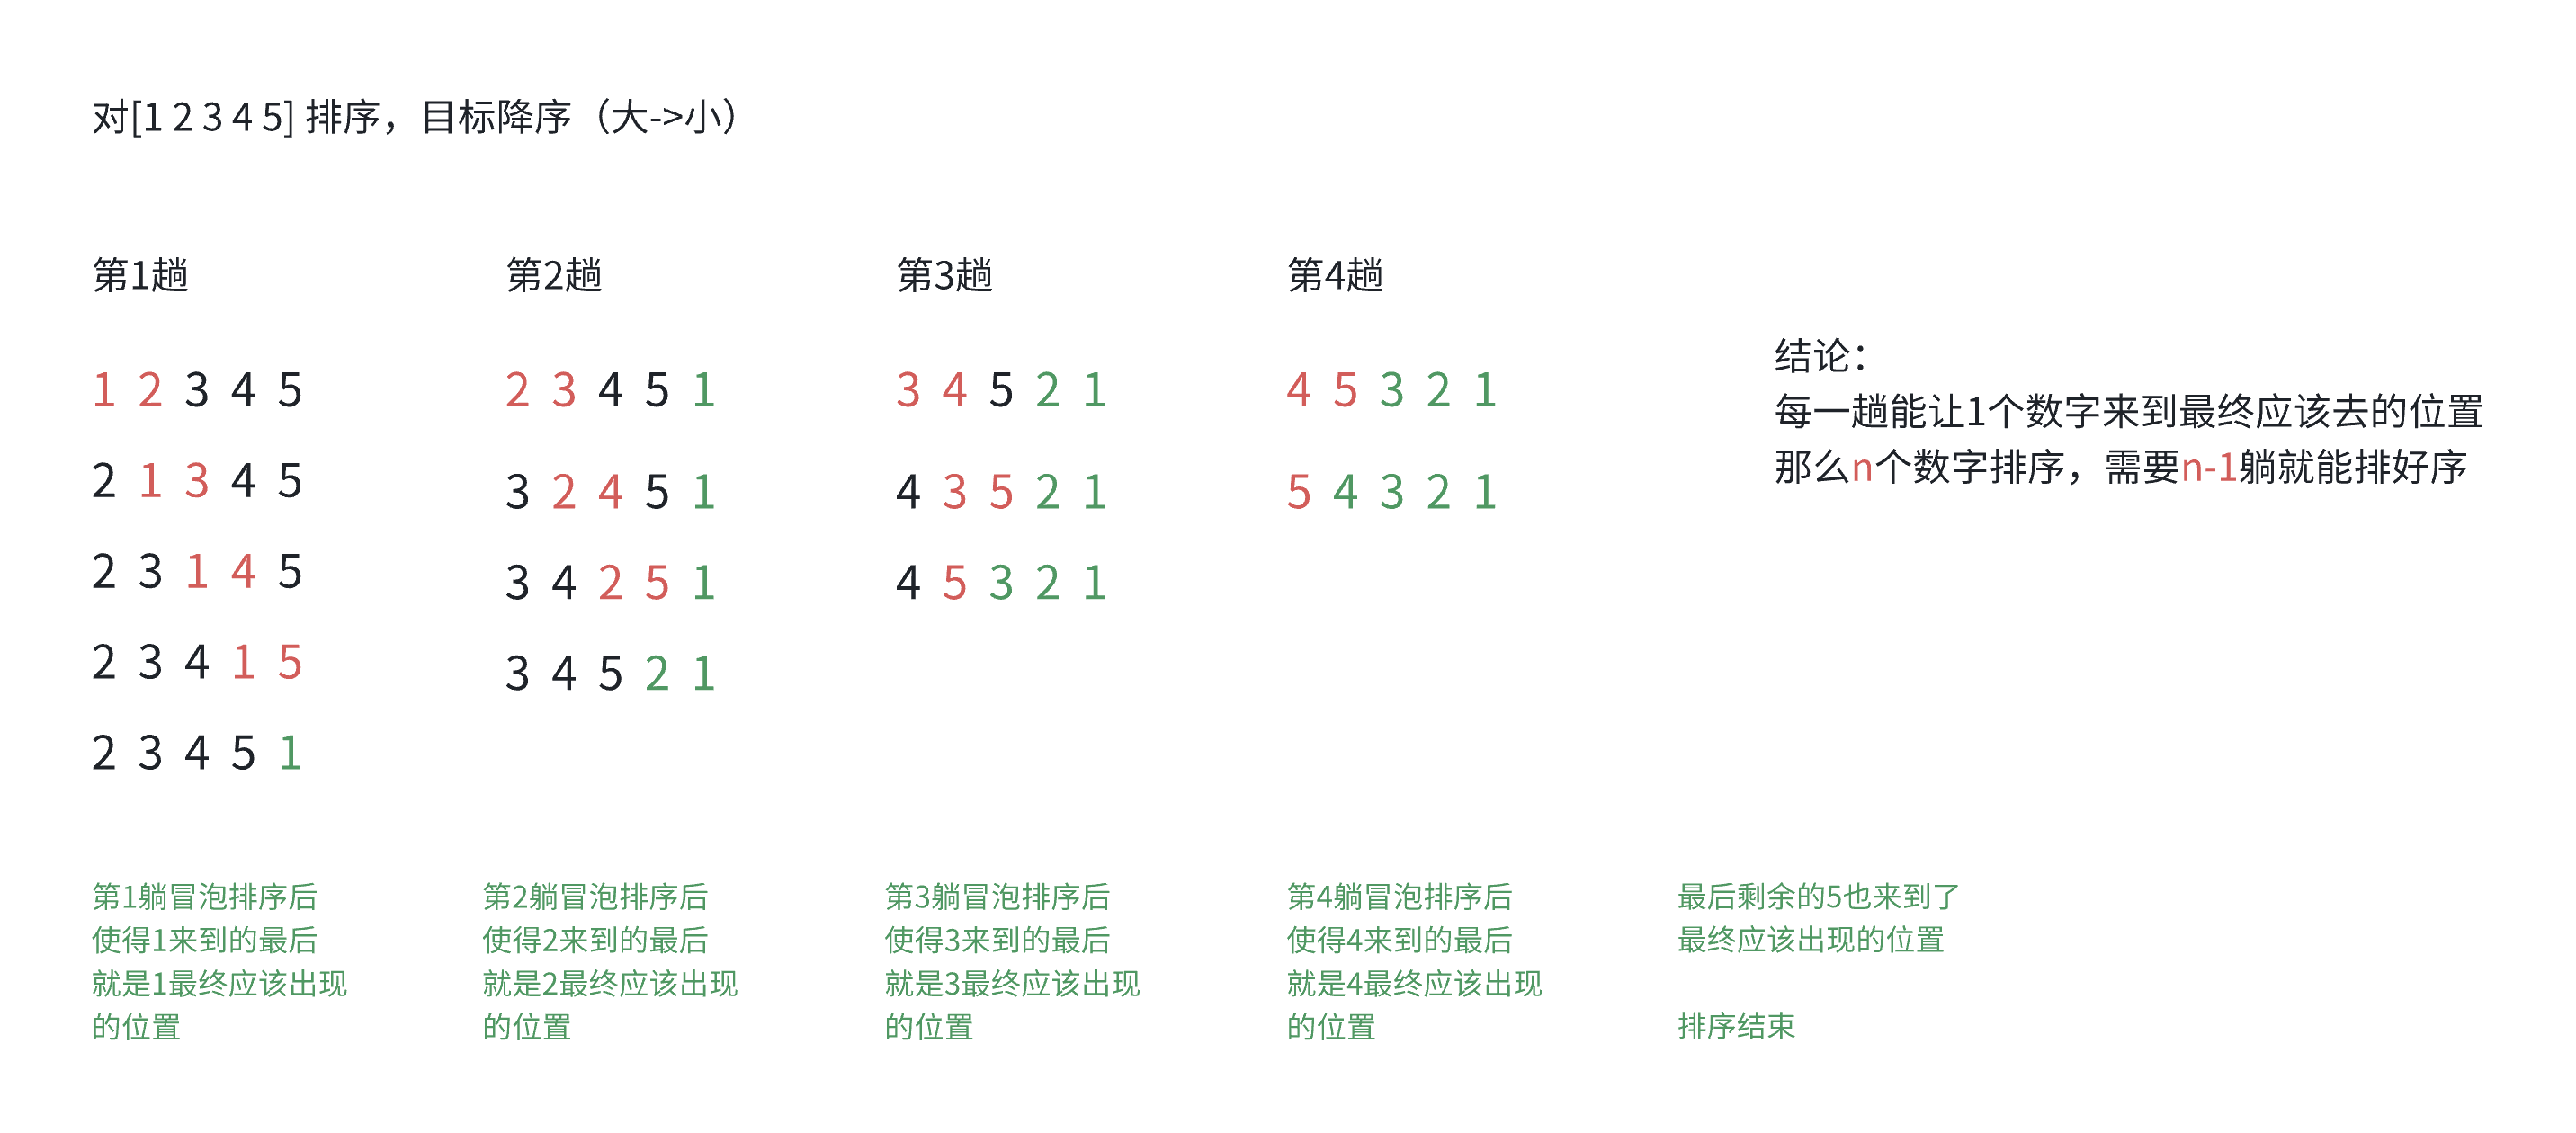 对[1 2 3 4 5] 排序，目标降序（大->小）
第1趟
1 2 3 4 5
2 1 3 4 5
2 3 1 4 5
2 3 4 1 5
2 3 4 5 1
第1躺冒泡排序后
使得1来到的最后
就是1最终应该出现
的位置
第2趟
2 3 4 5 1
3 2 4 5 1
3 4 2 5 1
3 4 5 2 1
第2躺冒泡排序后
使得2来到的最后
就是2最终应该出现
的位置
第3趟
3 4 5 2 1
4 3 5 2 1
4 5 3 2 1
第3躺冒泡排序后
使得3来到的最后
就是3最终应该出现
的位置
第4趟
4 5 3 2 1
5 4 3 2 1
第4躺冒泡排序后
使得4来到的最后
就是4最终应该出现
的位置
最后剩余的5也来到了
最终应该出现的位置
排序结束
结论：
每一趟能让1个数字来到最终应该去的位置
那么n个数字排序，需要n-1躺就能排好序